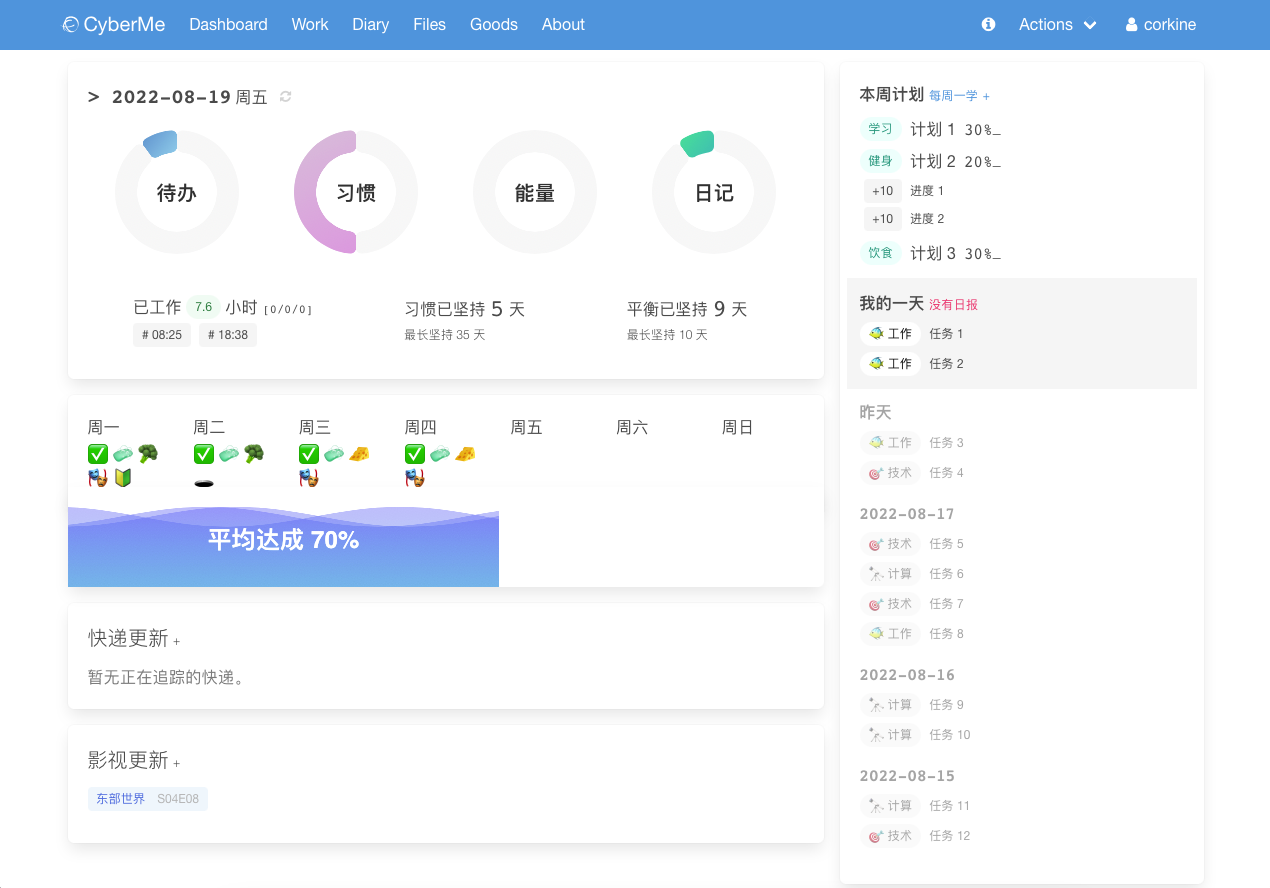 CyberMe Dashboard Work Diary Files Goods About Actions corkine
> 2022-08-19 周五
待办 习惯 能量 日记
已工作 7.6 小时 [0/0/0]
# 08:25 # 18:38
习惯已坚持 5 天
最长坚持 35 天
平衡已坚持 9 天
最长坚持 10 天
周一 周二 周三 周四 周五 周六 周日
平均达成 70%
快递更新 +
暂无正在追踪的快递。
影视更新 +
东部世界 S04E08
本周计划 每周一学 +
学习 计划 1 30%_
健身 计划 2 20%_
+10 进度 1
+10 进度 2
饮食 计划 3 30%_
我的一天 没有日报
工作 任务 1
工作 任务 2
昨天
工作 任务 3
技术 任务 4
2022-08-17
技术 任务 5
计算 任务 6
技术 任务 7
工作 任务 8
2022-08-16
计算 任务 9
计算 任务 10
2022-08-15
计算 任务 11
技术 任务 12